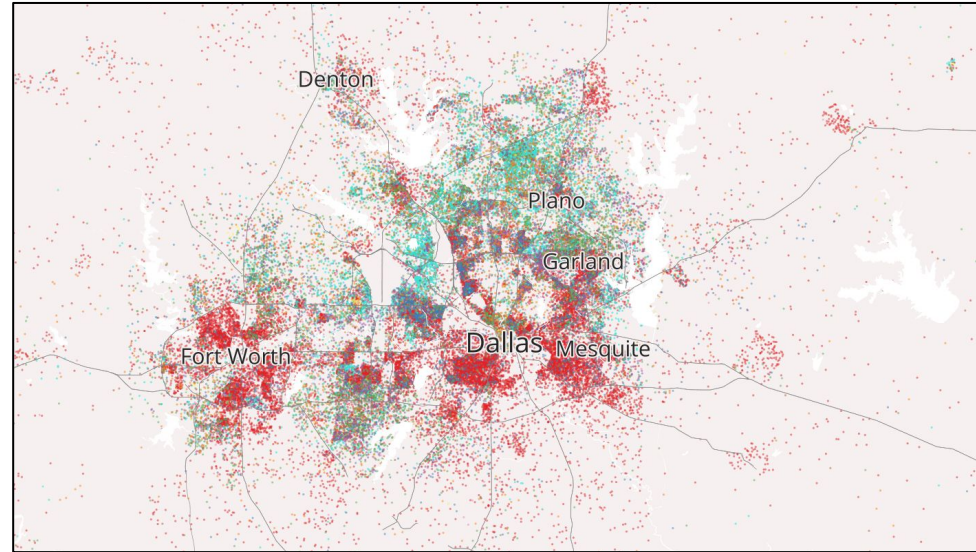 Denton
Plano
Garland
Dallas
Mesquite
Fort Worth